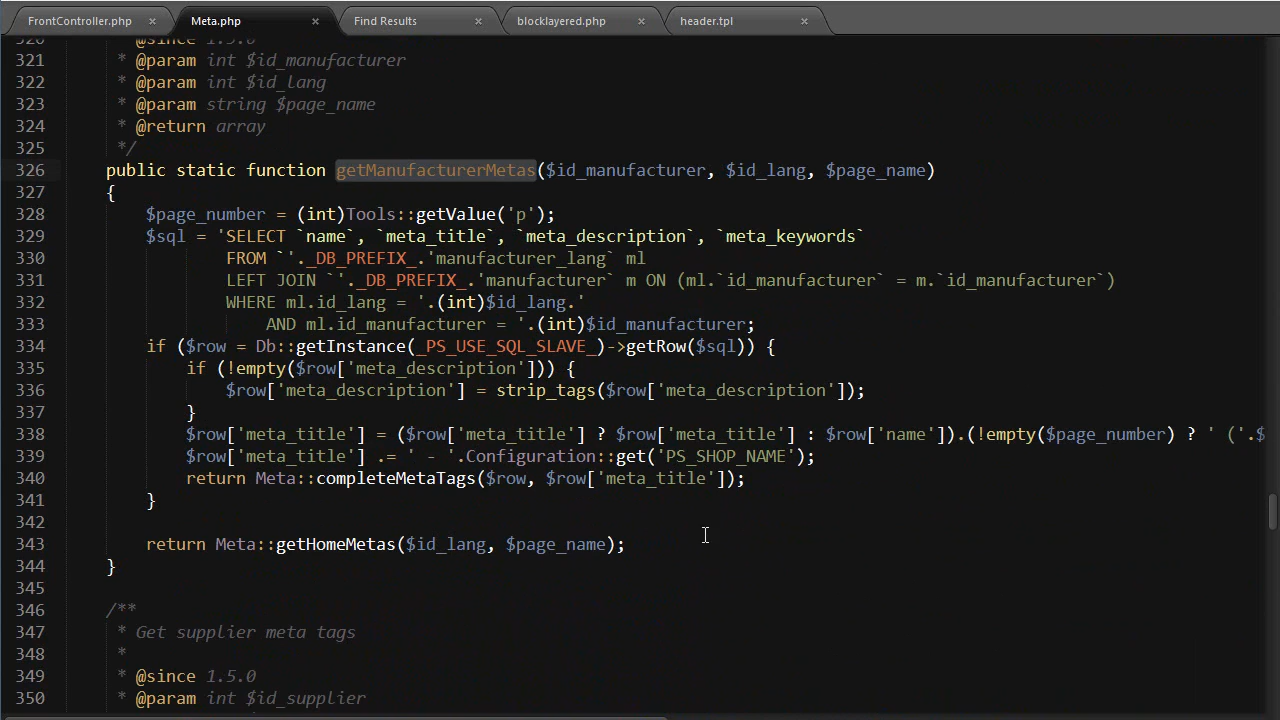 FrontController.php × Meta.php × Find Results × blocklayered.php × header.tpl ×
320 * @since 1.5.0
321 * @param int $id_manufacturer
322 * @param int $id_lang
323 * @param string $page_name
324 * @return array
325 */
326 public static function getManufacturerMetas($id_manufacturer, $id_lang, $page_name)
327 {
328 $page_number = (int)Tools::getValue('p');
329 $sql = 'SELECT `name`, `meta_title`, `meta_description`, `meta_keywords`
330 FROM `'._DB_PREFIX_.'manufacturer_lang` ml
331 LEFT JOIN `'._DB_PREFIX_.'manufacturer` m ON (ml.`id_manufacturer` = m.`id_manufacturer`)
332 WHERE ml.id_lang = '.(int)$id_lang.'
333 AND ml.id_manufacturer = '.(int)$id_manufacturer;
334 if ($row = Db::getInstance(_PS_USE_SQL_SLAVE_)->getRow($sql)) {
335 if (!empty($row['meta_description'])) {
336 $row['meta_description'] = strip_tags($row['meta_description']);
337 }
338 $row['meta_title'] = ($row['meta_title'] ? $row['meta_title'] : $row['name']).(!empty($page_number) ? ' ('.$
339 $row['meta_title'] .= ' - '.Configuration::get('PS_SHOP_NAME');
340 return Meta::completeMetaTags($row, $row['meta_title']);
341 }
342
343 return Meta::getHomeMetas($id_lang, $page_name);
344 }
345
346 /**
347 * Get supplier meta tags
348 *
349 * @since 1.5.0
350 * @param int $id_supplier